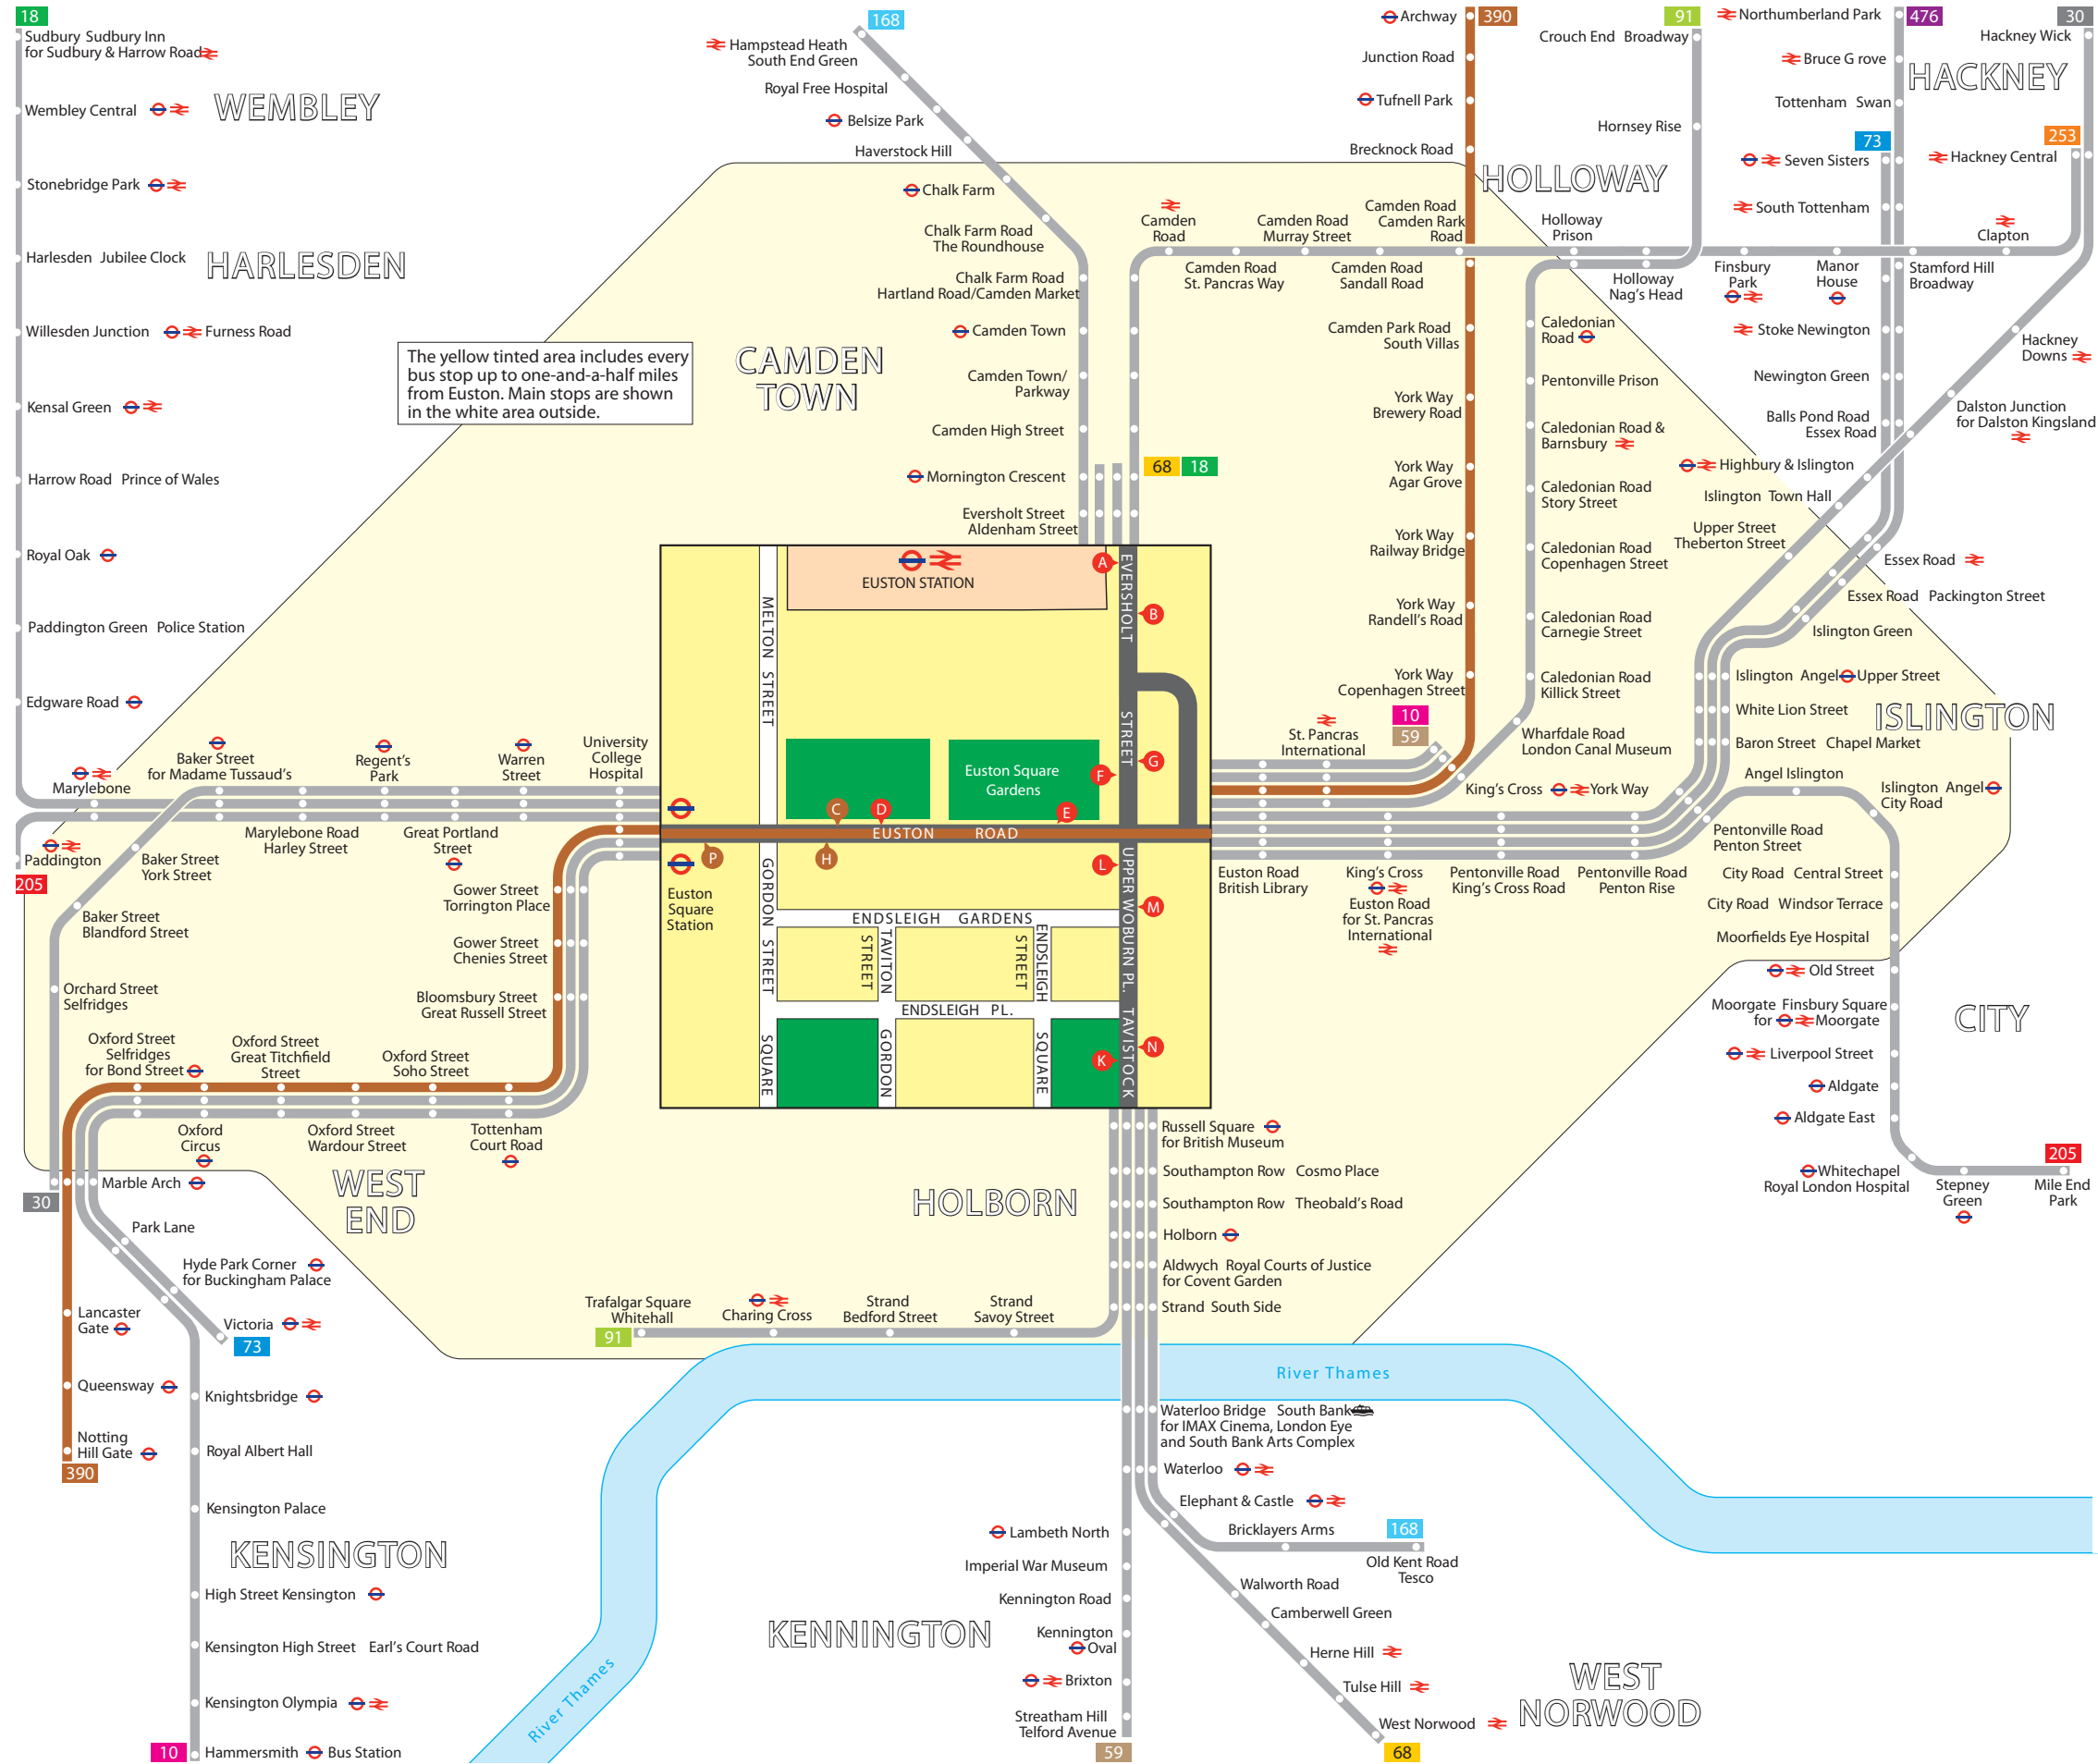 18
Sudbury Sudbury Inn
for Sudbury & Harrow Road
Wembley Central
WEMBLEY
Stonebridge Park
Harlesden Jubilee Clock
HARLESDEN
Willesden Junction
Furness Road
Kensal Green
Harrow Road Prince of Wales
Royal Oak
Paddington Green Police Station
Edgware Road
The yellow tinted area includes every
bus stop up to one-and-a-half miles
from Euston. Main stops are shown
in the white area outside.
168
Hampstead Heath
South End Green
Royal Free Hospital
Belsize Park
Haverstock Hill
Chalk Farm
Chalk Farm Road
The Roundhouse
Chalk Farm Road
Hartland Road/Camden Market
Camden Town
CAMDEN
TOWN
Camden Town/
Parkway
Camden High Street
Mornington Crescent
Eversholt Street
Aldenham Street
68
18
Archway
390
Junction Road
Tufnell Park
Brecknock Road
HOLLOWAY
Camden
Road
Camden Road
Murray Street
Camden Road
Camden Rark
Road
Camden Road
St. Pancras Way
Camden Road
Sandall Road
Camden Park Road
South Villas
York Way
Brewery Road
York Way
Agar Grove
York Way
Railway Bridge
York Way
Randell's Road
York Way
Copenhagen Street
10
59
St. Pancras
International
91
Crouch End Broadway
Hornsey Rise
Holloway
Prison
Holloway
Nag's Head
Caledonian
Road
Pentonville Prison
Caledonian Road &
Barnsbury
Caledonian Road
Story Street
Caledonian Road
Copenhagen Street
Caledonian Road
Carnegie Street
Caledonian Road
Killick Street
Wharfdale Road
London Canal Museum
King's Cross
York Way
Northumberland Park
476
Bruce G rove
Tottenham Swan
73
Seven Sisters
South Tottenham
30
Hackney Wick
HACKNEY
253
Hackney Central
Clapton
Finsbury
Park
Manor
House
Stamford Hill
Broadway
Stoke Newington
Newington Green
Balls Pond Road
Essex Road
Hackney
Downs
Dalston Junction
for Dalston Kingsland
Highbury & Islington
Islington Town Hall
Upper Street
Theberton Street
Essex Road
Essex Road Packington Street
Islington Green
Islington Angel
Upper Street
White Lion Street
ISLINGTON
Baron Street Chapel Market
Angel Islington
Islington Angel
City Road
Pentonville Road
Penton Street
City Road Central Street
City Road Windsor Terrace
Moorfields Eye Hospital
Old Street
Moorgate Finsbury Square
for
Moorgate
CITY
Liverpool Street
Aldgate
Aldgate East
Whitechapel
Royal London Hospital
Stepney
Green
205
Mile End
Park
Marylebone
Baker Street
for Madame Tussaud's
Regent's
Park
Warren
Street
University
College
Hospital
Marylebone Road
Harley Street
Great Portland
Street
Paddington
205
Baker Street
York Street
Baker Street
Blandford Street
Orchard Street
Selfridges
Gower Street
Torrington Place
Gower Street
Chenies Street
Bloomsbury Street
Great Russell Street
Oxford Street
Selfridges
for Bond Street
Oxford Street
Great Titchfield
Street
Oxford Street
Soho Street
Oxford
Circus
Oxford Street
Wardour Street
Tottenham
Court Road
WEST
END
Marble Arch
30
Park Lane
Hyde Park Corner
for Buckingham Palace
Victoria
73
Lancaster
Gate
Queensway
Notting
Hill Gate
390
Knightsbridge
Royal Albert Hall
Kensington Palace
KENSINGTON
High Street Kensington
Kensington High Street Earl's Court Road
Kensington Olympia
10
Hammersmith
Bus Station
EUSTON STATION
A
B
C
D
E
F
G
H
K
L
M
N
P
MELTON STREET
EVERSHOLT STREET
Euston Square
Gardens
EUSTON ROAD
Euston
Square
Station
GORDON STREET
UPPER WOBURN PL.
ENDSLEIGH GARDENS
TAVITON
STREET
ENDSLEIGH
STREET
ENDSLEIGH PL.
SQUARE
GORDON
SQUARE
TAVISTOCK
Euston Road
British Library
King's Cross
Euston Road
for St. Pancras
International
Pentonville Road
King's Cross Road
Pentonville Road
Penton Rise
HOLBORN
Russell Square
for British Museum
Southampton Row Cosmo Place
Southampton Row Theobald's Road
Holborn
Aldwych Royal Courts of Justice
for Covent Garden
Strand South Side
Trafalgar Square
Whitehall
91
Charing Cross
Strand
Bedford Street
Strand
Savoy Street
River Thames
River Thames
Waterloo Bridge South Bank
for IMAX Cinema, London Eye
and South Bank Arts Complex
Waterloo
Elephant & Castle
Bricklayers Arms
168
Old Kent Road
Tesco
Lambeth North
Imperial War Museum
Kennington Road
KENNINGTON
Kennington
Oval
Brixton
Streatham Hill
Telford Avenue
59
Walworth Road
Camberwell Green
Herne Hill
Tulse Hill
West Norwood
68
WEST
NORWOOD